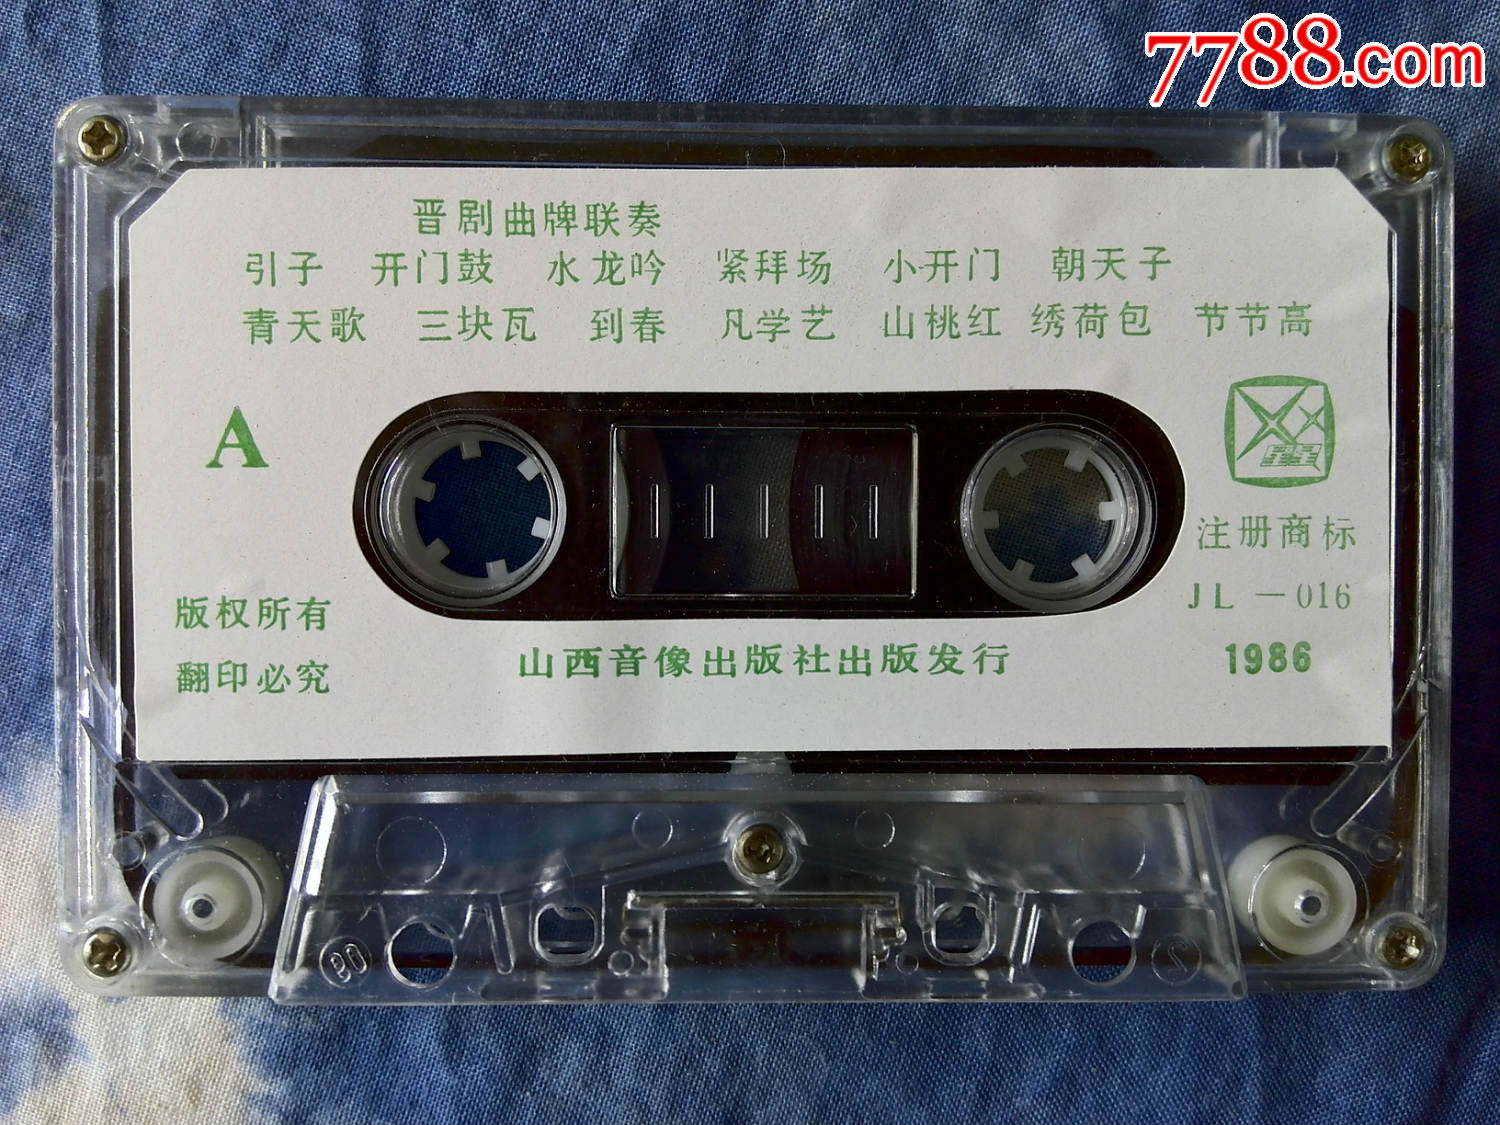 7788.com
晋剧曲牌联奏
引子 开门鼓 水龙吟 紧拜场 小开门 朝天子
青天歌 三块瓦 到春 凡学艺 山桃红 绣荷包 节节高
A
星星
注册商标
JL-016
1986
版权所有
翻印必究
山西音像出版社出版发行